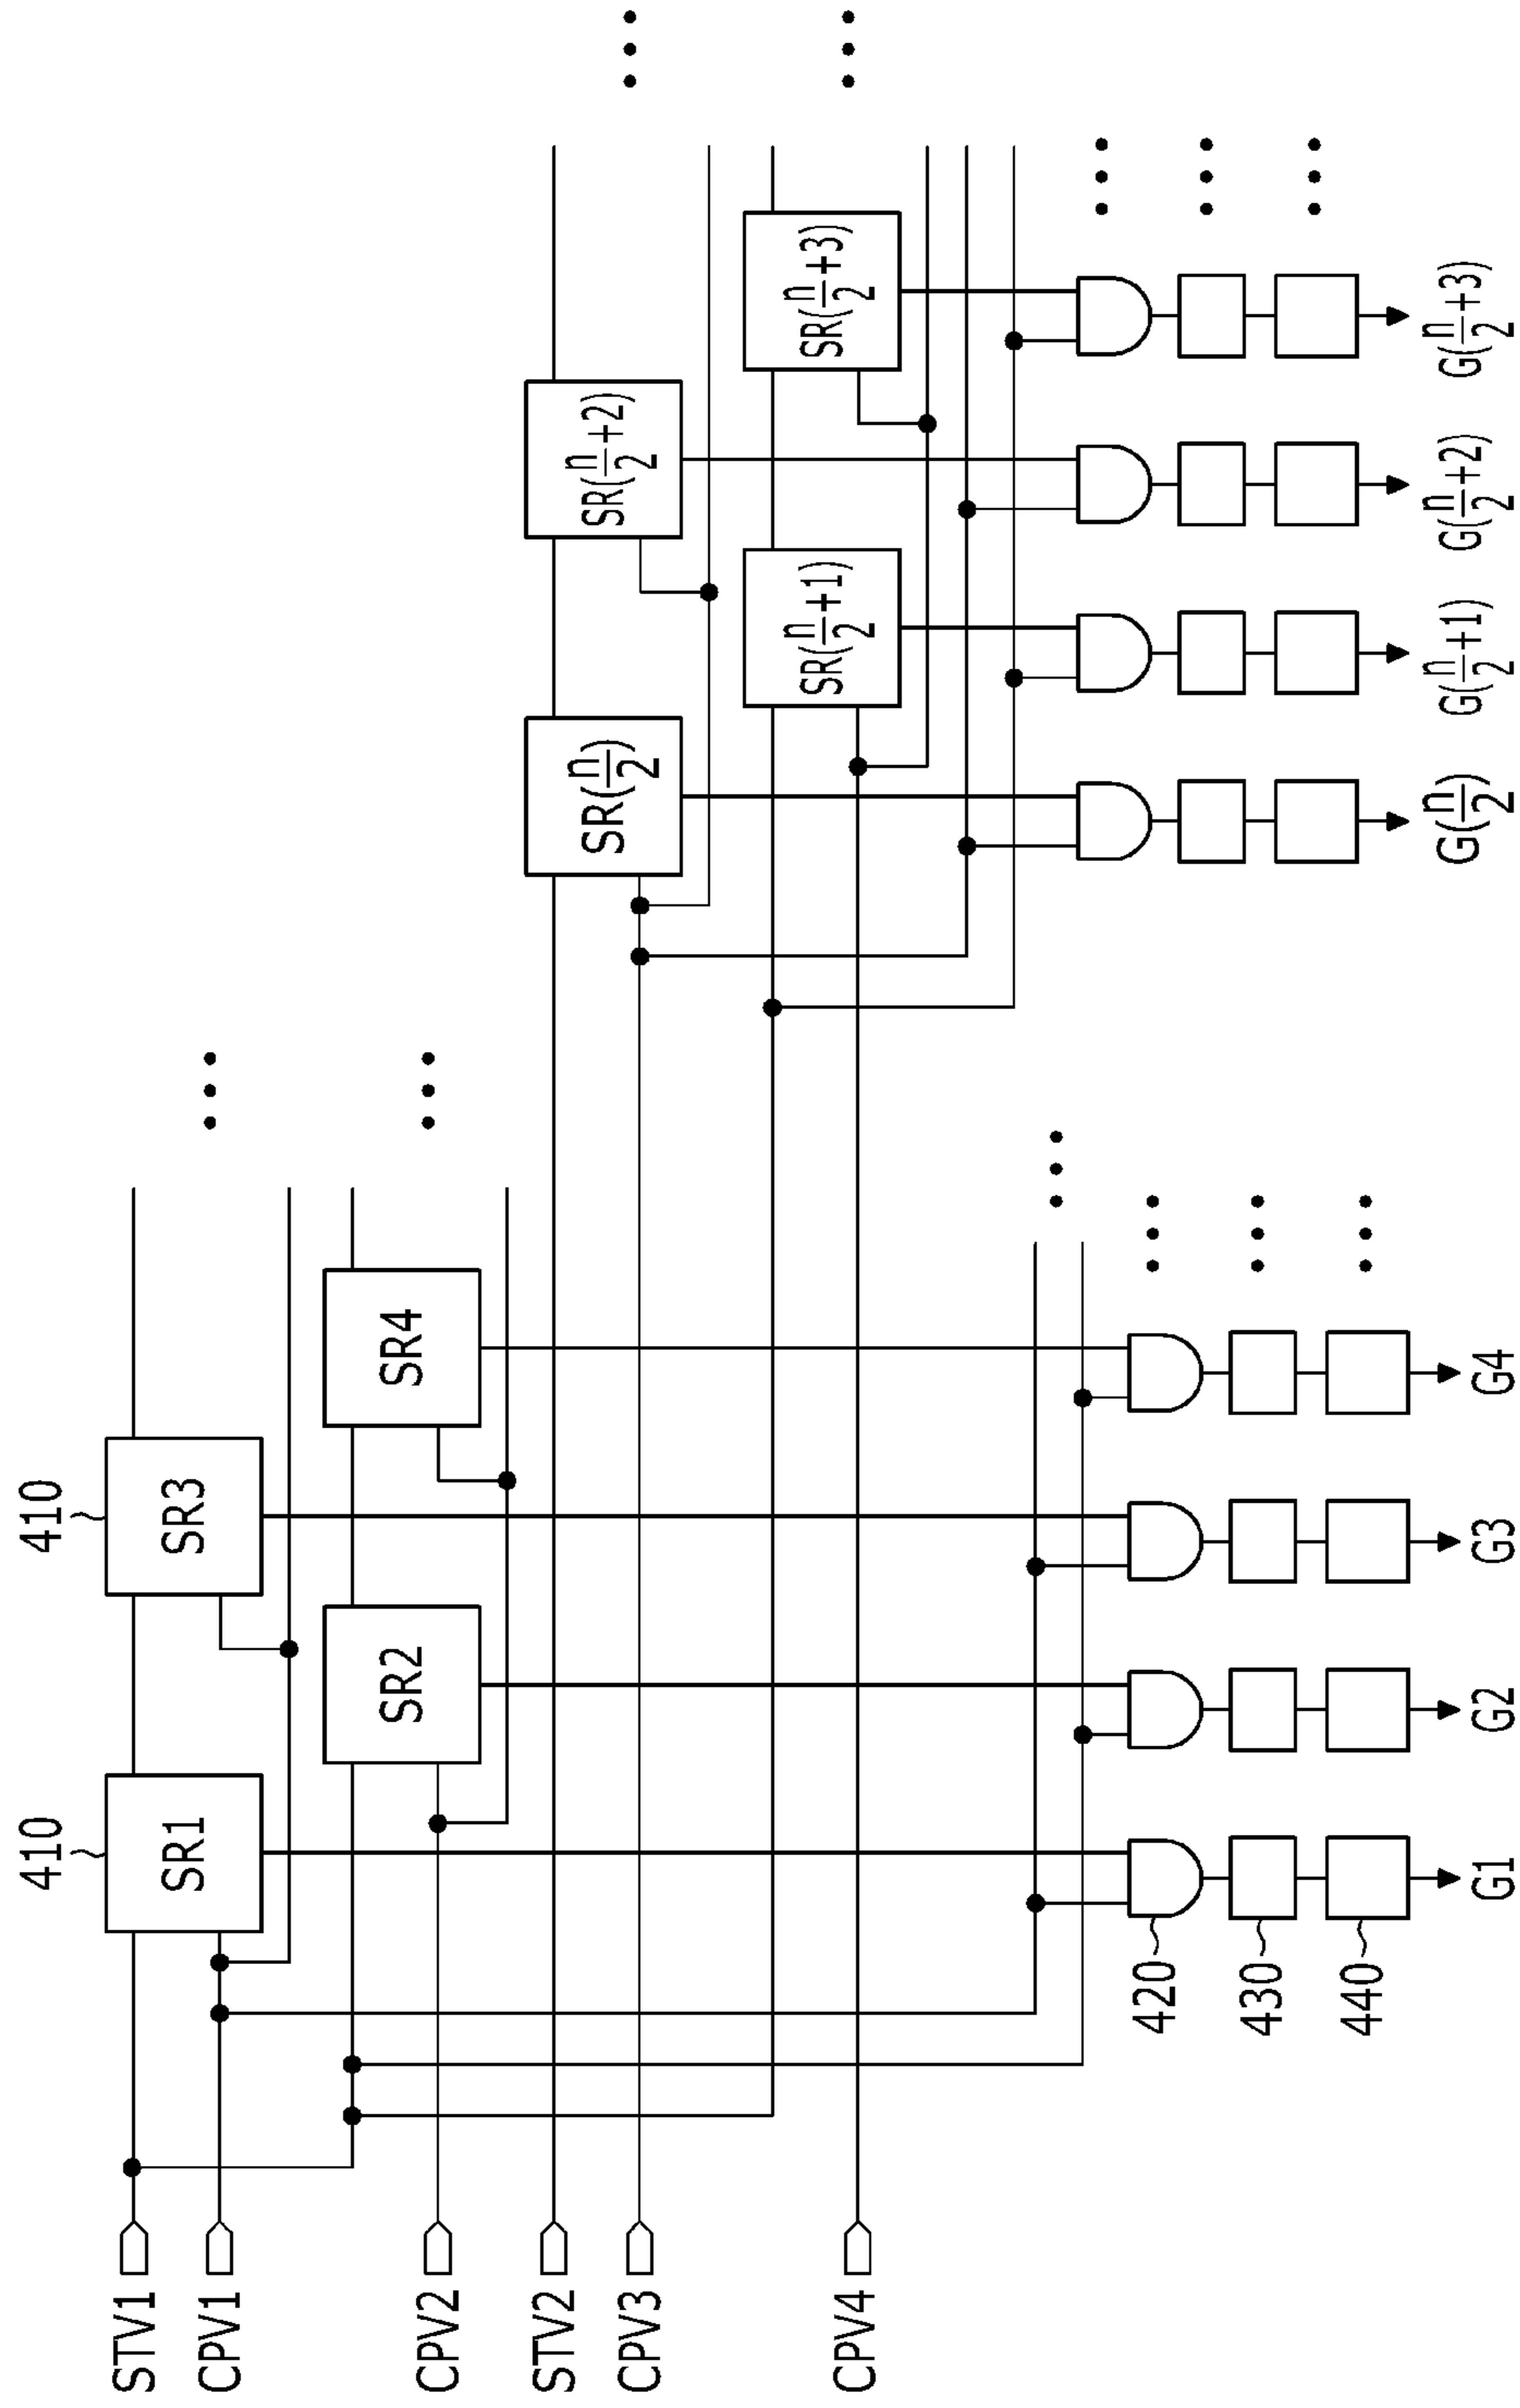 STV1
CPV1
CPV2
STV2
CPV3
CPV4
410
410
SR1
SR3
SR2
SR4
SR(n/2)
SR(n/2+2)
SR(n/2+1)
SR(n/2+3)
420
430
440
G1
G2
G3
G4
G(n/2)
G(n/2+1)
G(n/2+2)
G(n/2+3)